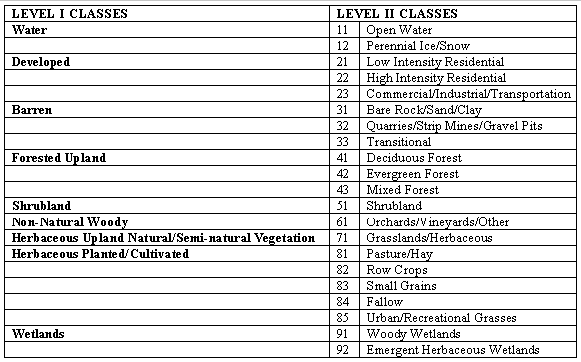 LEVEL I CLASSES LEVEL II CLASSES
Water 11 Open Water
12 Perennial Ice/Snow
Developed 21 Low Intensity Residential
22 High Intensity Residential
23 Commercial/Industrial/Transportation
Barren 31 Bare Rock/Sand/Clay
32 Quarries/Strip Mines/Gravel Pits
33 Transitional
Forested Upland 41 Deciduous Forest
42 Evergreen Forest
43 Mixed Forest
Shrubland 51 Shrubland
Non-Natural Woody 61 Orchards/Vineyards/Other
Herbaceous Upland Natural/Semi-natural Vegetation 71 Grasslands/Herbaceous
Herbaceous Planted/Cultivated 81 Pasture/Hay
82 Row Crops
83 Small Grains
84 Fallow
85 Urban/Recreational Grasses
Wetlands 91 Woody Wetlands
92 Emergent Herbaceous Wetlands